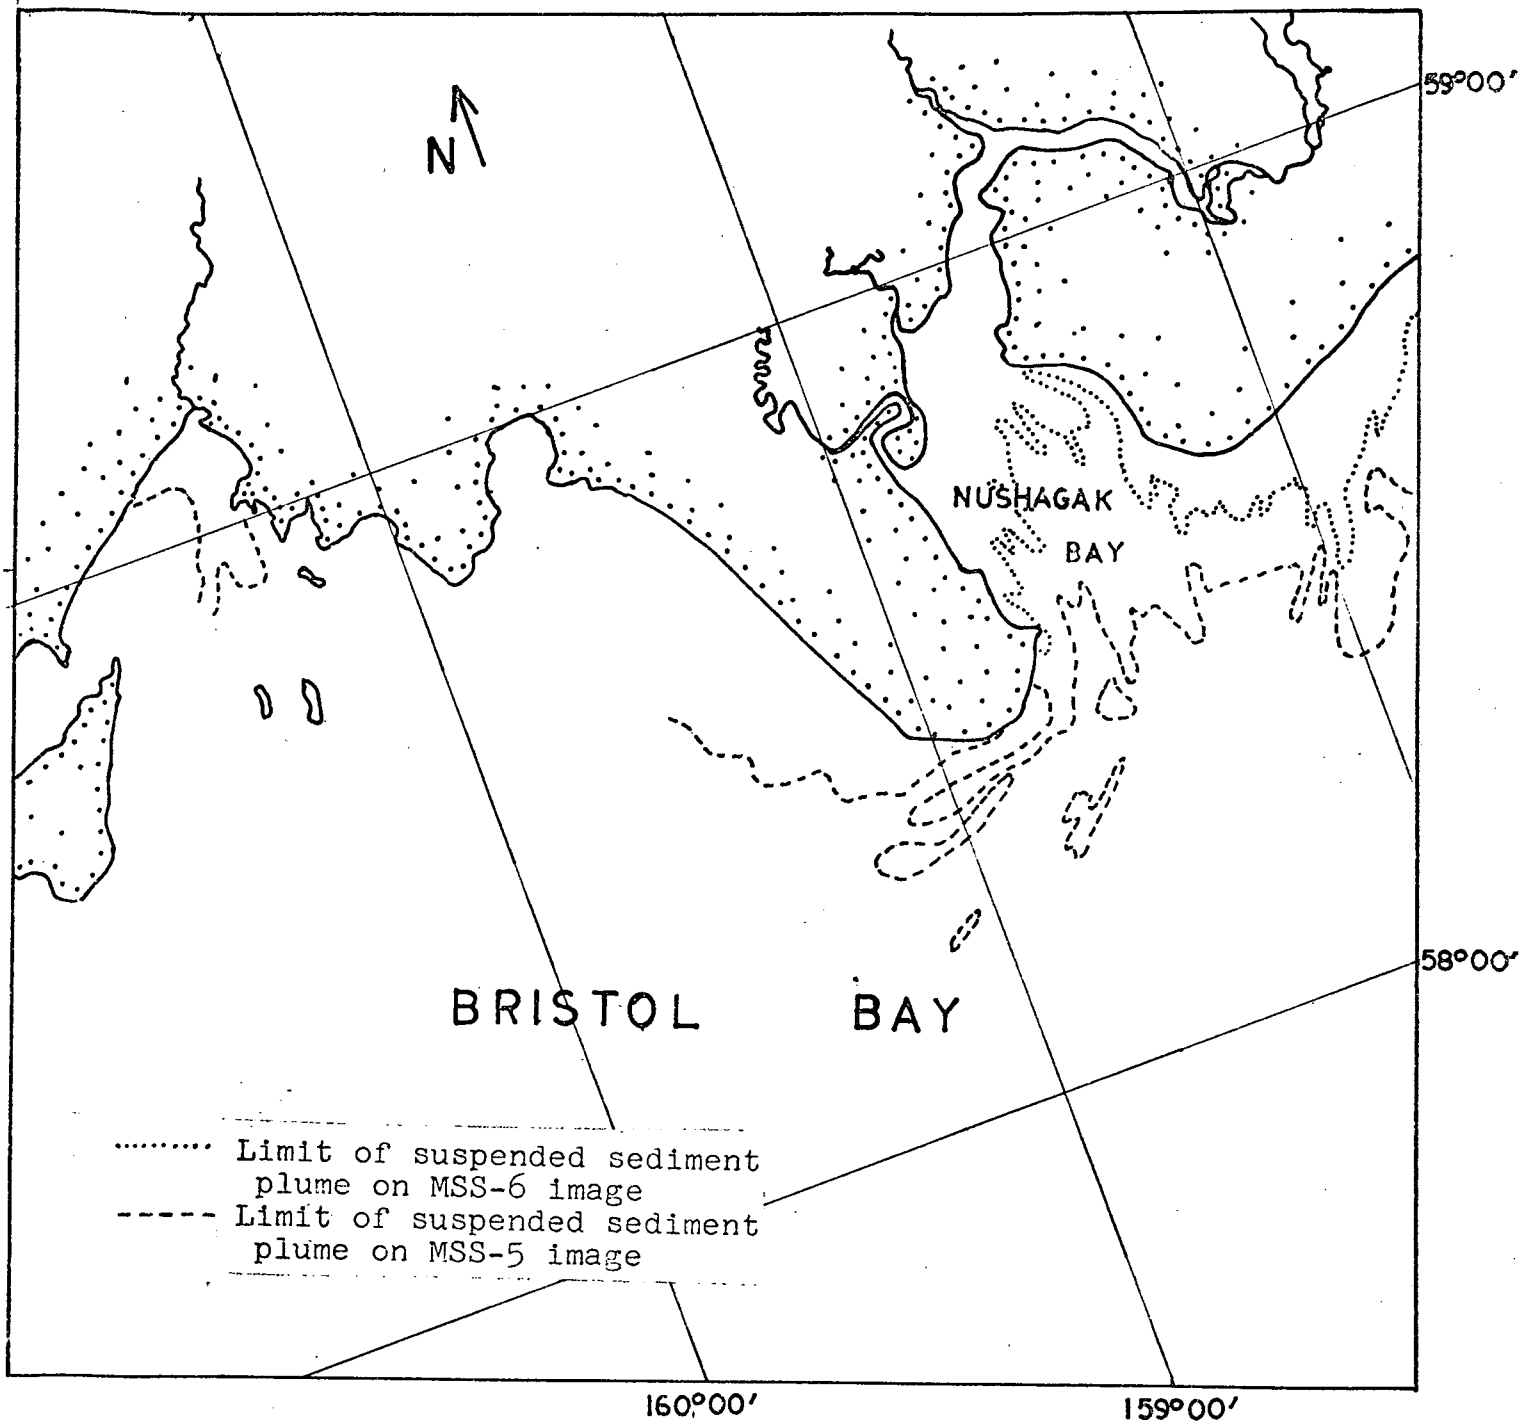 59°00'
N
NUSHAGAK
BAY
58°00'
BRISTOL BAY
Limit of suspended sediment
plume on MSS-6 image
Limit of suspended sediment
plume on MSS-5 image
160°00' 159°00'